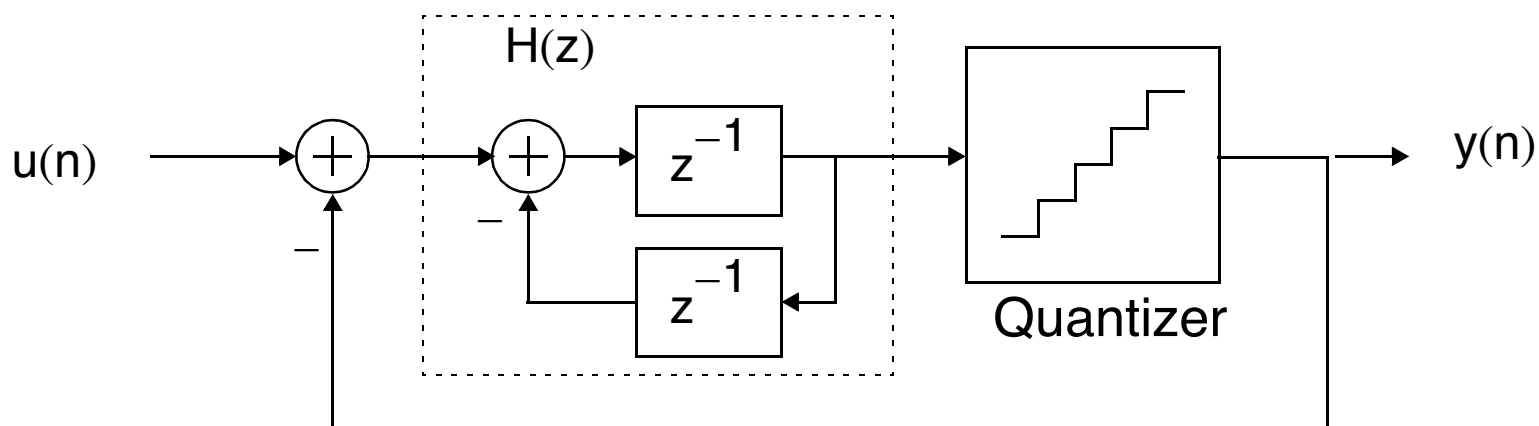 H(z)
u(n)
+
+
z⁻¹
y(n)
−
−
z⁻¹
Quantizer